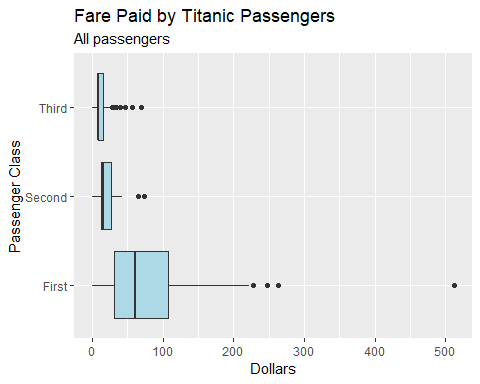 Fare Paid by Titanic Passengers
All passengers
Passenger Class
Third
Second
First
0 100 200 300 400 500
Dollars